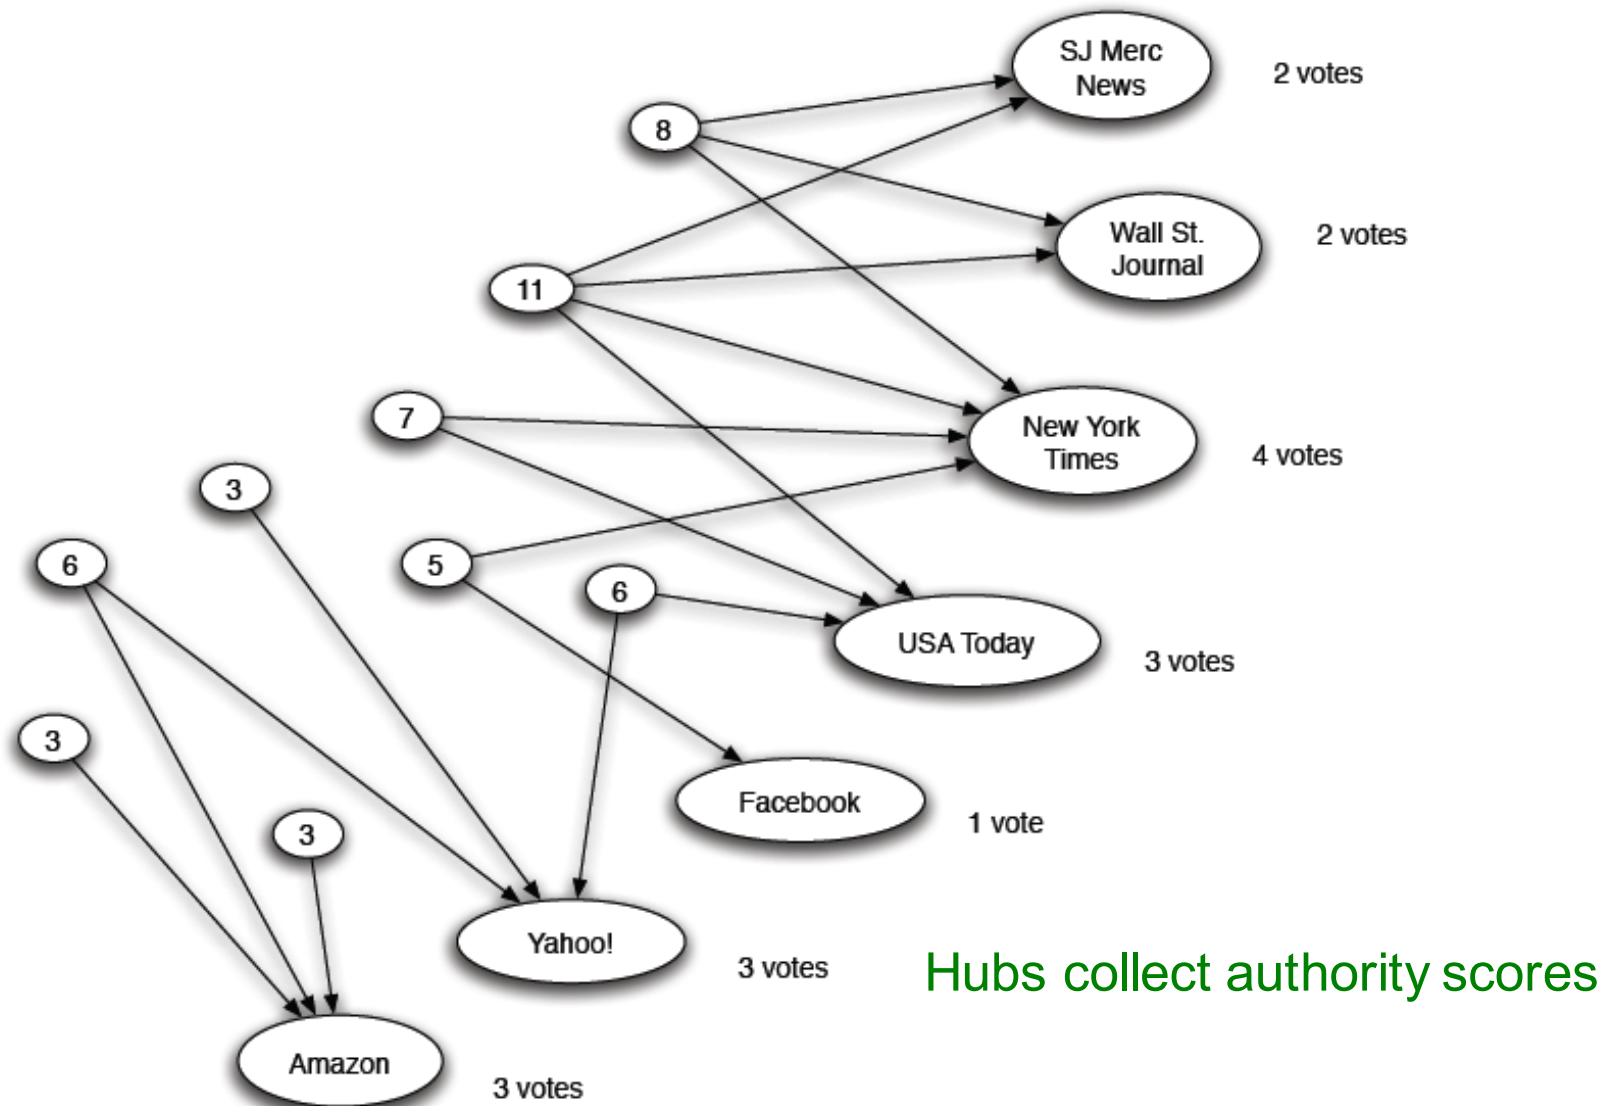 SJ Merc
News
2 votes
8
Wall St.
Journal
2 votes
11
7
New York
Times
4 votes
3
6
5
6
USA Today
3 votes
3
Facebook
1 vote
3
Yahoo!
3 votes
Hubs collect authority scores
Amazon
3 votes